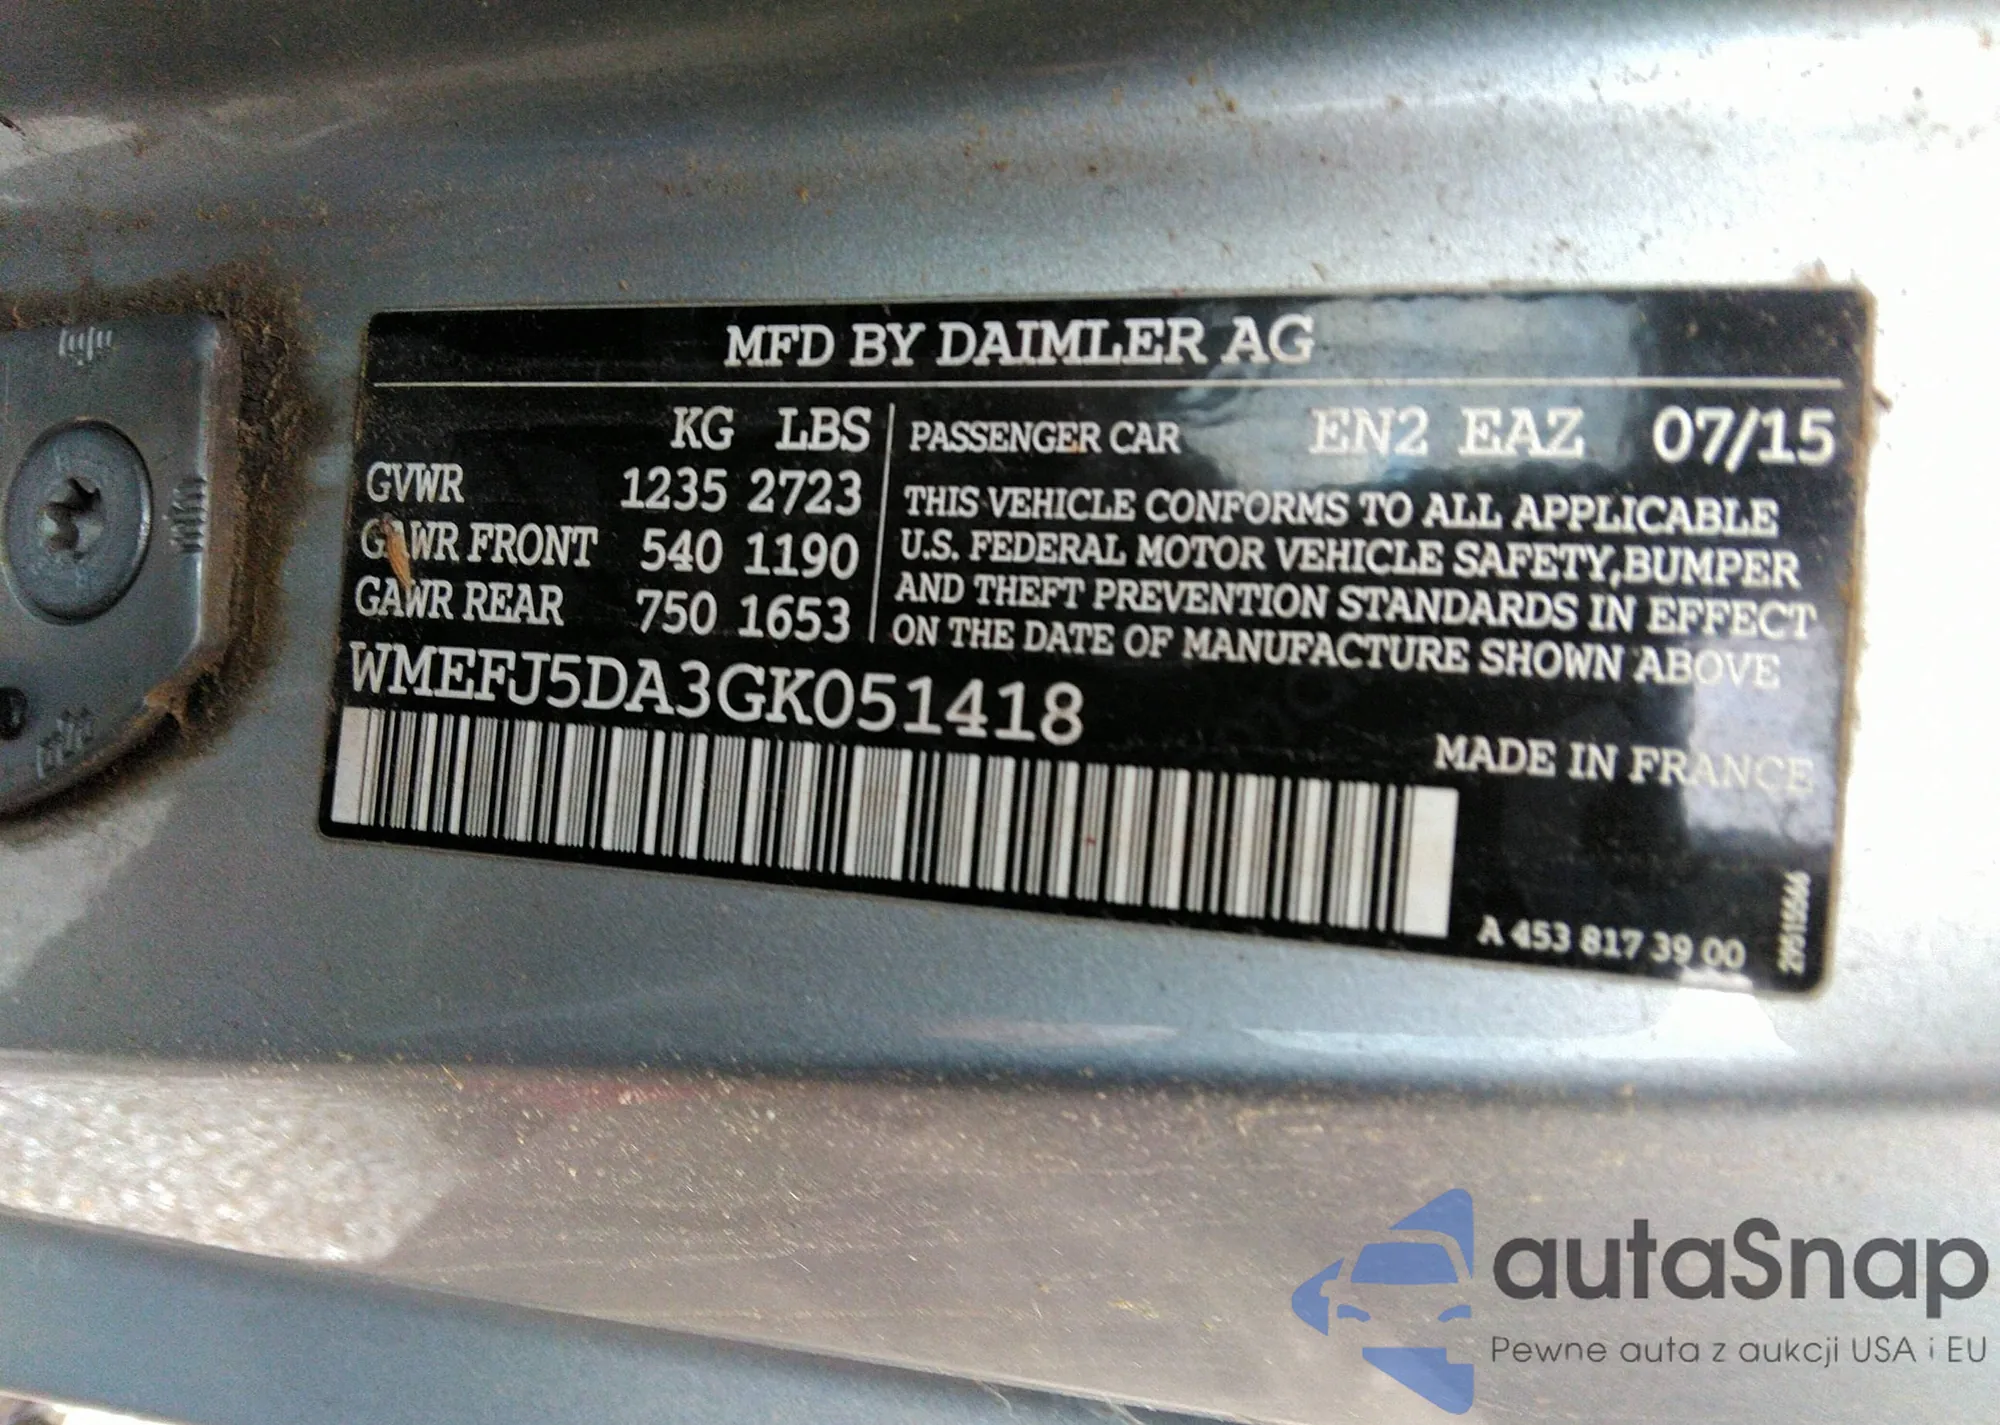 MFD BY DAIMLER AG
KG LBS
GVWR 1235 2723
GAWR FRONT 540 1190
GAWR REAR 750 1653
PASSENGER CAR EN2 EAZ 07/15
THIS VEHICLE CONFORMS TO ALL APPLICABLE
U.S. FEDERAL MOTOR VEHICLE SAFETY,BUMPER
AND THEFT PREVENTION STANDARDS IN EFFECT
ON THE DATE OF MANUFACTURE SHOWN ABOVE
WMEFJ5DA3GK051418
MADE IN FRANCE
A 453 817 39 00
299515666
autaSnap
Pewne auta z aukcji USA i EU